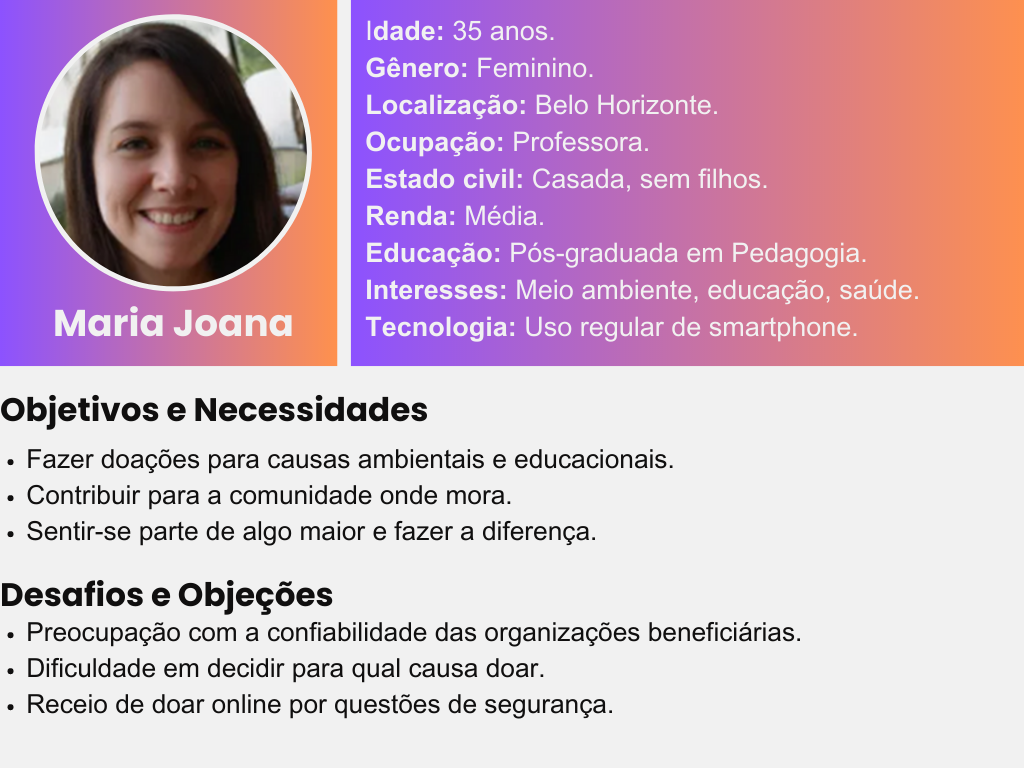 Maria Joana
Idade: 35 anos.
Gênero: Feminino.
Localização: Belo Horizonte.
Ocupação: Professora.
Estado civil: Casada, sem filhos.
Renda: Média.
Educação: Pós-graduada em Pedagogia.
Interesses: Meio ambiente, educação, saúde.
Tecnologia: Uso regular de smartphone.
Objetivos e Necessidades
• Fazer doações para causas ambientais e educacionais.
• Contribuir para a comunidade onde mora.
• Sentir-se parte de algo maior e fazer a diferença.
Desafios e Objeções
• Preocupação com a confiabilidade das organizações beneficiárias.
• Dificuldade em decidir para qual causa doar.
• Receio de doar online por questões de segurança.